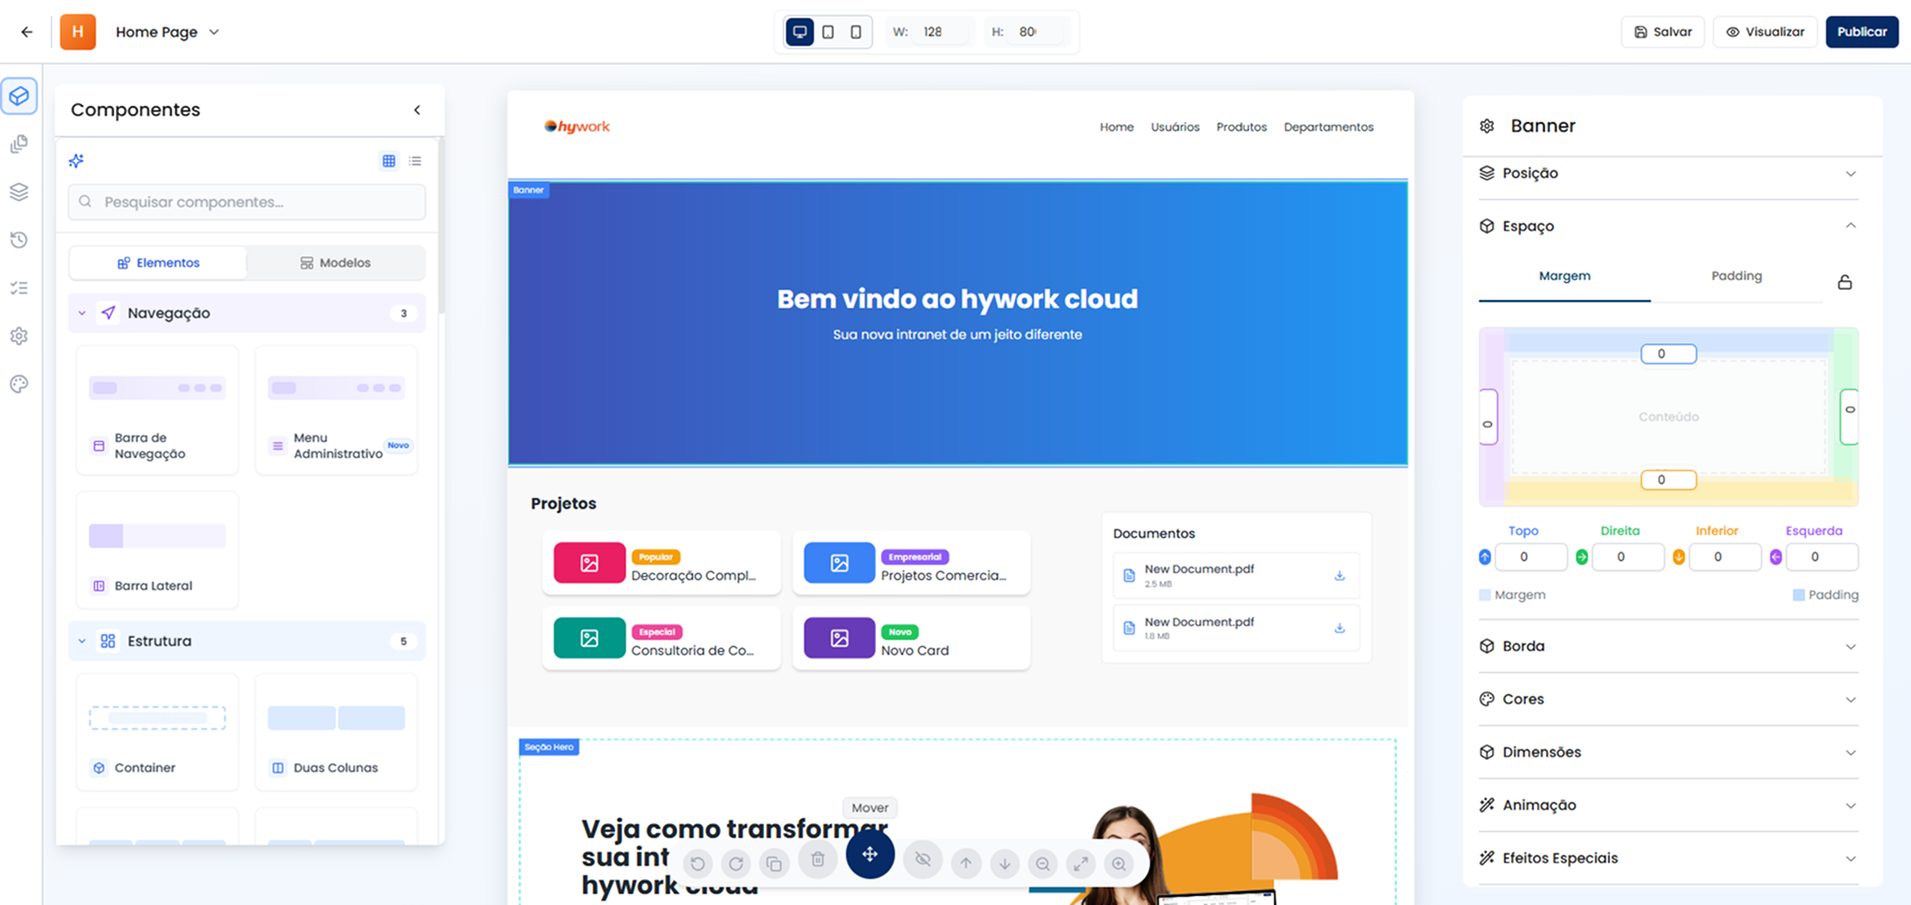 H
Home Page
W: 128
H: 80
Salvar
Visualizar
Publicar
Componentes
Pesquisar componentes...
Elementos
Modelos
Navegação
3
Barra de
Navegação
Menu
Administrativo
Novo
Barra Lateral
Estrutura
5
Container
Duas Colunas
hywork
Home
Usuários
Produtos
Departamentos
Banner
Bem vindo ao hywork cloud
Sua nova intranet de um jeito diferente
Projetos
Popular
Decoração Compl...
Empresarial
Projetos Comercia...
Especial
Consultoria de Co...
Novo
Novo Card
Documentos
New Document.pdf
2.5 MB
New Document.pdf
1.8 MB
Seção Hero
Mover
Veja como transformar
sua int
hywork cloud
Banner
Posição
Espaço
Margem
Padding
0
0
Conteúdo
0
0
Topo
Direita
Inferior
Esquerda
0
0
0
0
Margem
Padding
Borda
Cores
Dimensões
Animação
Efeitos Especiais